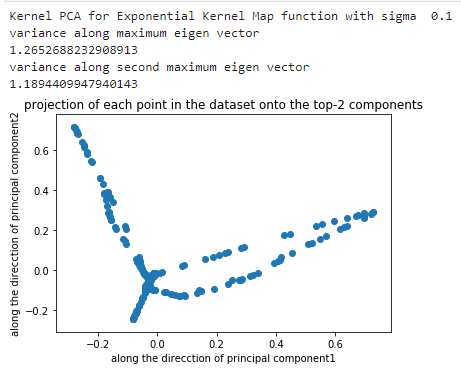 Kernel PCA for Exponential Kernel Map function with sigma  0.1
variance along maximum eigen vector
1.2652688232908913
variance along second maximum eigen vector
1.1894409947940143
projection of each point in the dataset onto the top-2 components
along the direcction of principal component2
0.6
0.4
0.2
0.0
−0.2
−0.2 0.0 0.2 0.4 0.6
along the direcction of principal component1